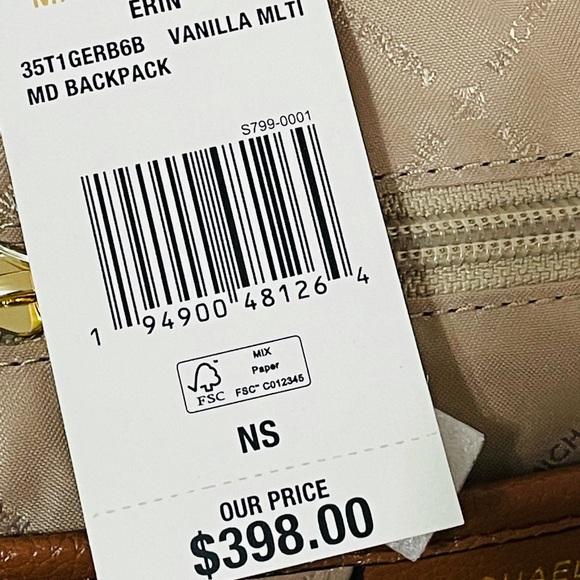 ERIN
35T1GERB6B VANILLA MLTI
MD BACKPACK
S799-0001
1 94900 48126 4
MIX
Paper
FSC™ C012345
FSC
NS
OUR PRICE
$398.00